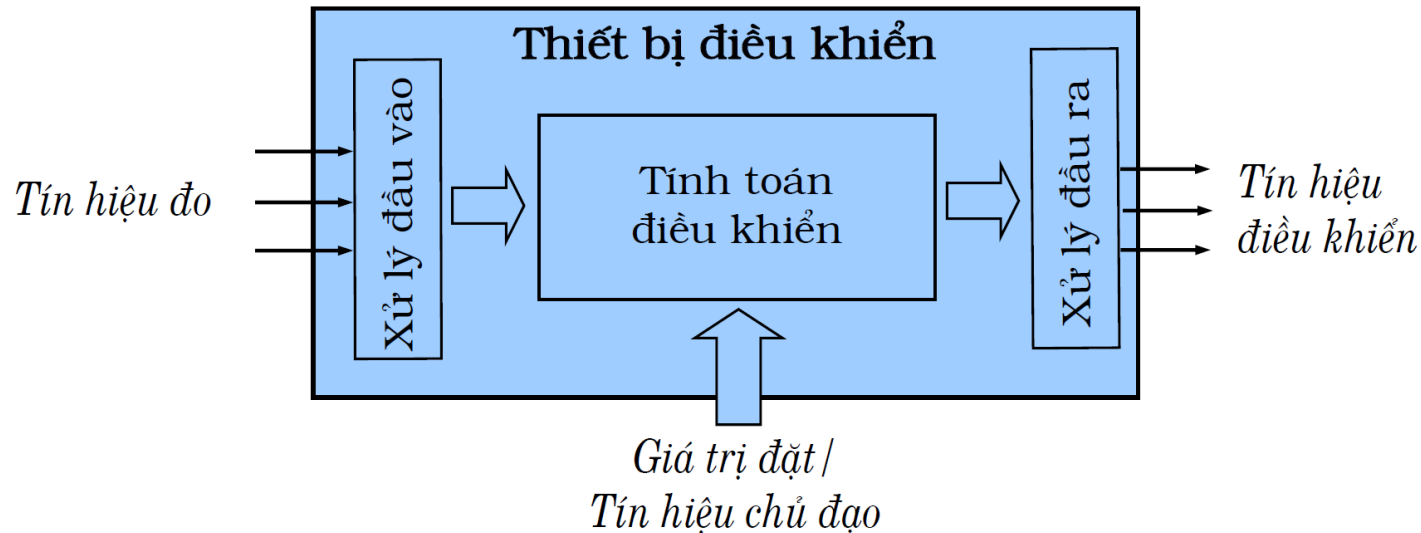 Thiết bị điều khiển
Tín hiệu đo
Xử lý đầu vào
Tính toán
điều khiển
Xử lý đầu ra
Tín hiệu
điều khiển
Giá trị đặt/
Tín hiệu chủ đạo